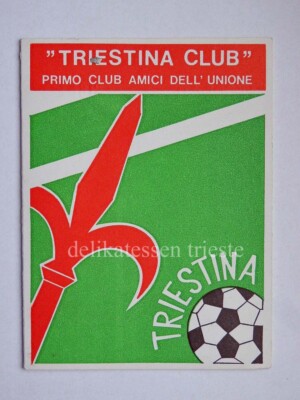 "TRIESTINA CLUB"
PRIMO CLUB AMICI DELL'UNIONE
delikatessen trieste
TRIESTINA